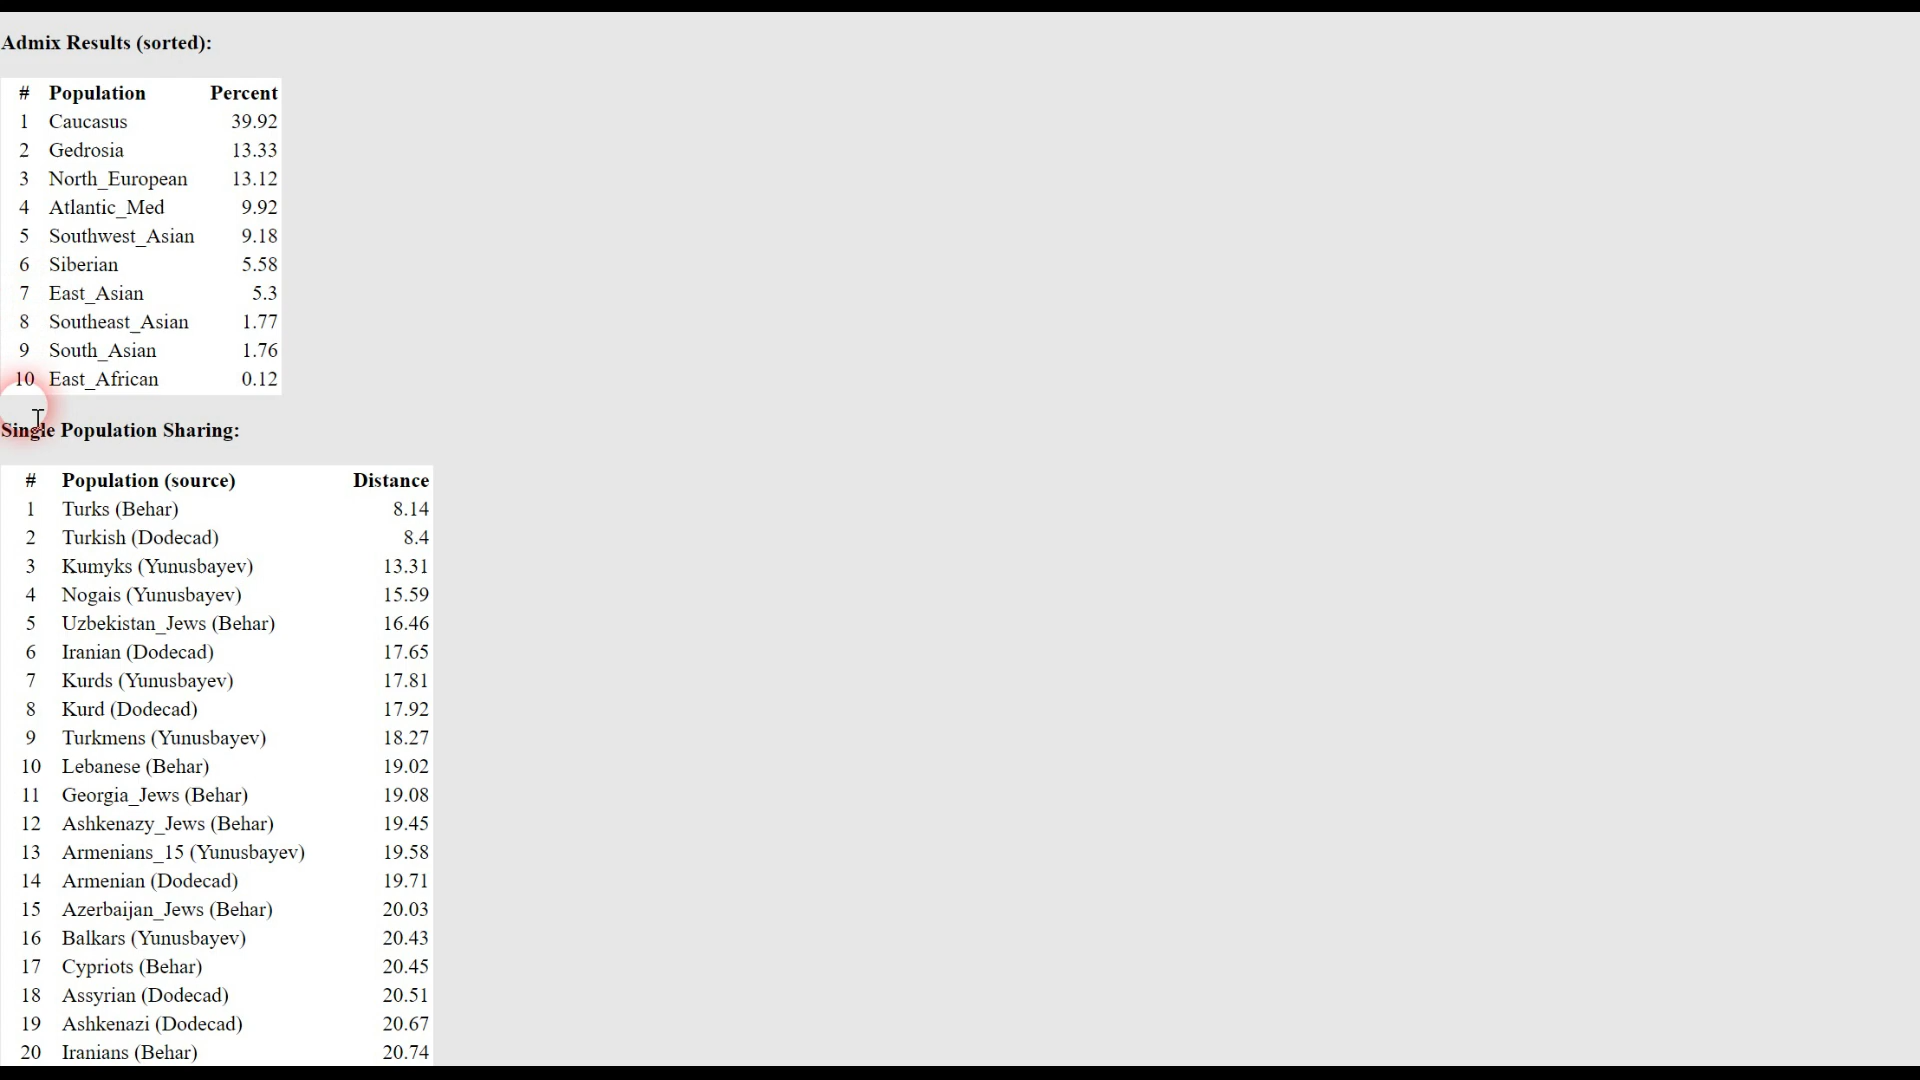 Admix Results (sorted):
# Population Percent
1 Caucasus 39.92
2 Gedrosia 13.33
3 North_European 13.12
4 Atlantic_Med 9.92
5 Southwest_Asian 9.18
6 Siberian 5.58
7 East_Asian 5.3
8 Southeast_Asian 1.77
9 South_Asian 1.76
10 East_African 0.12
Single Population Sharing:
# Population (source) Distance
1 Turks (Behar) 8.14
2 Turkish (Dodecad) 8.4
3 Kumyks (Yunusbayev) 13.31
4 Nogais (Yunusbayev) 15.59
5 Uzbekistan_Jews (Behar) 16.46
6 Iranian (Dodecad) 17.65
7 Kurds (Yunusbayev) 17.81
8 Kurd (Dodecad) 17.92
9 Turkmens (Yunusbayev) 18.27
10 Lebanese (Behar) 19.02
11 Georgia_Jews (Behar) 19.08
12 Ashkenazy_Jews (Behar) 19.45
13 Armenians_15 (Yunusbayev) 19.58
14 Armenian (Dodecad) 19.71
15 Azerbaijan_Jews (Behar) 20.03
16 Balkars (Yunusbayev) 20.43
17 Cypriots (Behar) 20.45
18 Assyrian (Dodecad) 20.51
19 Ashkenazi (Dodecad) 20.67
20 Iranians (Behar) 20.74